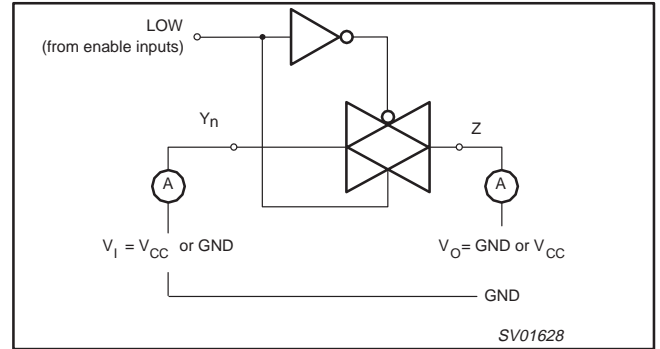 LOW
(from enable inputs)
Yn
Z
A
A
VI = VCC or GND
VO= GND or VCC
GND
SV01628